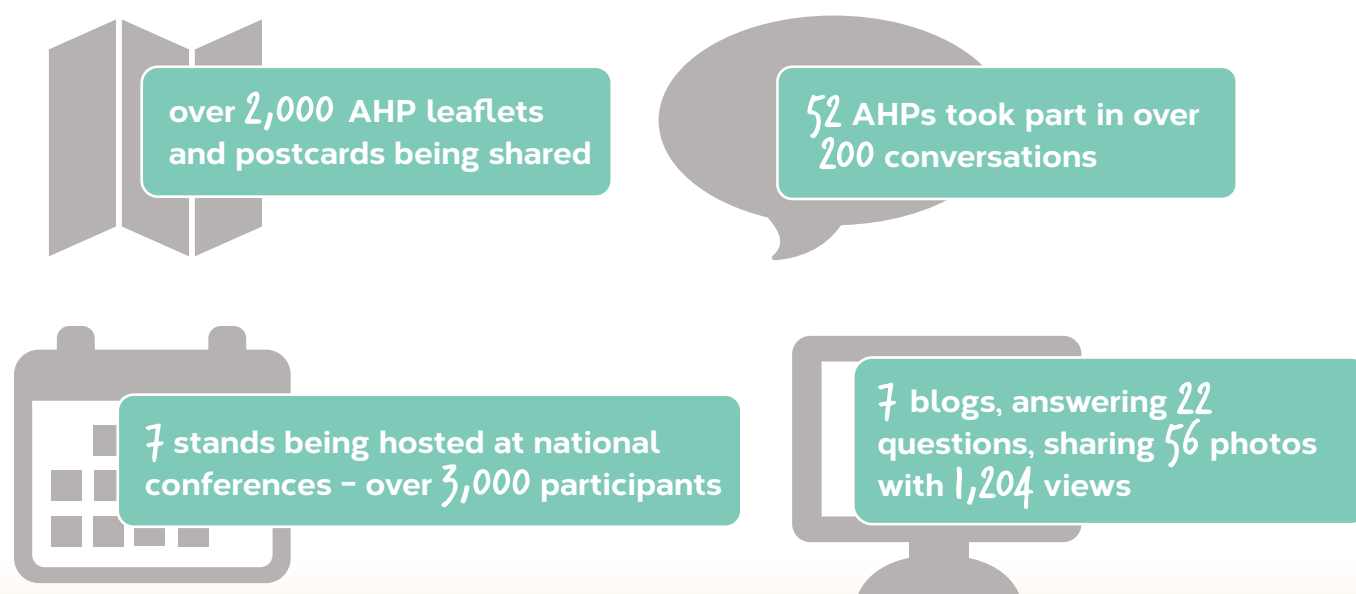 over 2,000 AHP leaflets
and postcards being shared
52 AHPs took part in over
200 conversations
7 stands being hosted at national
conferences – over 3,000 participants
7 blogs, answering 22
questions, sharing 56 photos
with 1,204 views